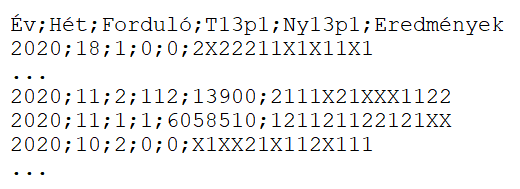 Év;Hét;Forduló;T13p1;Ny13p1;Eredmények
2020;18;1;0;0;2X22211X1X11X1
...
2020;11;2;112;13900;2111X21XXX1122
2020;11;1;1;6058510;121121122121XX
2020;10;2;0;0;X1XX21X112X111
...